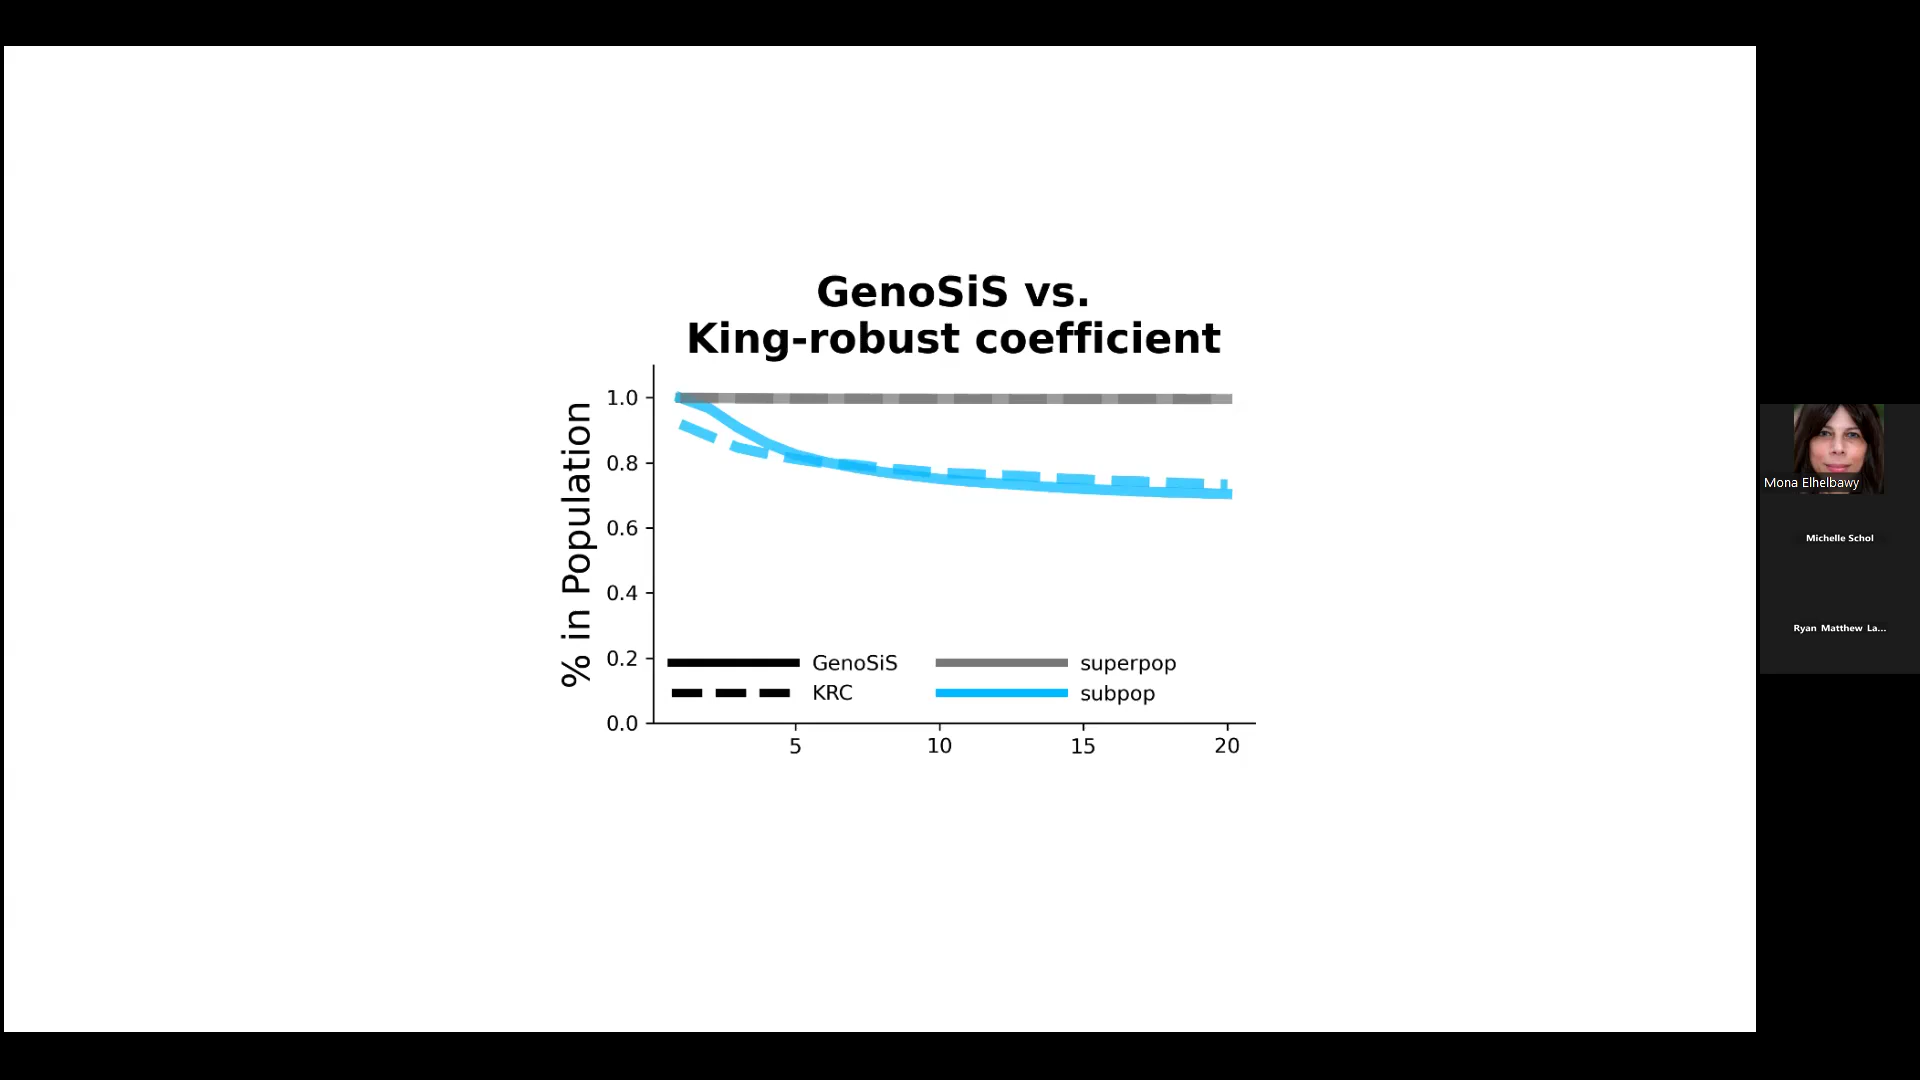 GenoSiS vs.
King-robust coefficient
% in Population
1.0
0.8
0.6
0.4
0.2
0.0
GenoSiS
KRC
superpop
subpop
5 10 15 20
Mona Elhelbawy
Michelle Schol
Ryan Matthew La...